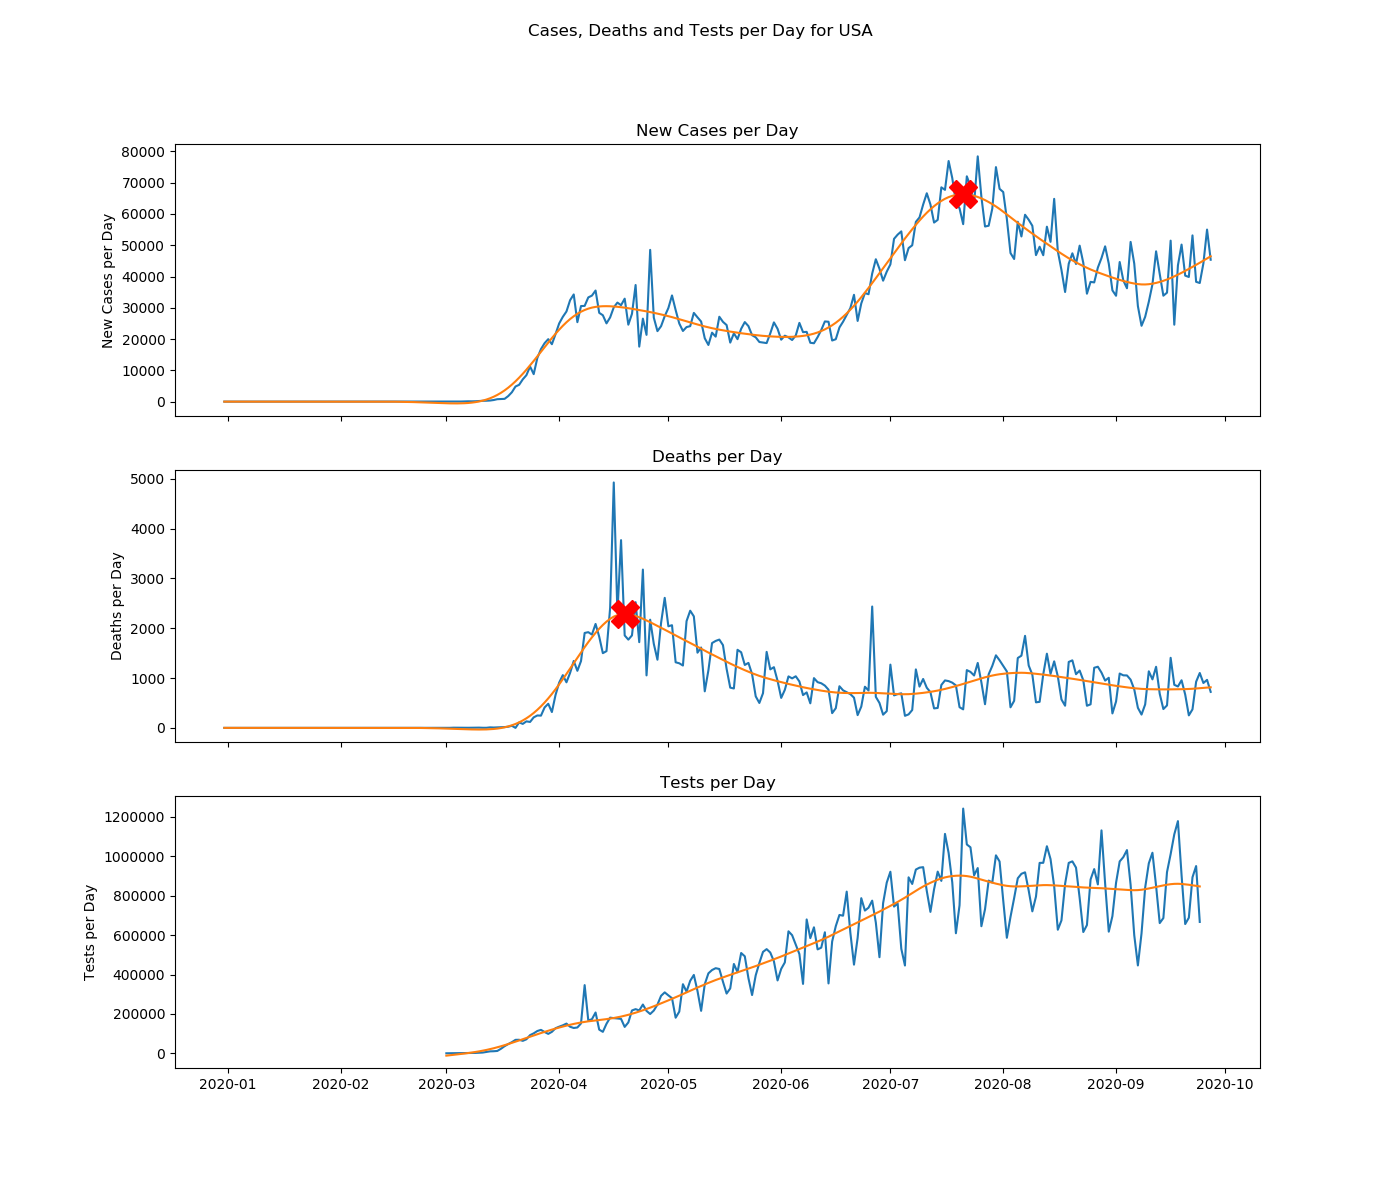 Cases, Deaths and Tests per Day for USA
New Cases per Day
New Cases per Day
80000
70000
60000
50000
40000
30000
20000
10000
0
Deaths per Day
Deaths per Day
5000
4000
3000
2000
1000
0
Tests per Day
Tests per Day
1200000
1000000
800000
600000
400000
200000
0
2020-01 2020-02 2020-03 2020-04 2020-05 2020-06 2020-07 2020-08 2020-09 2020-10